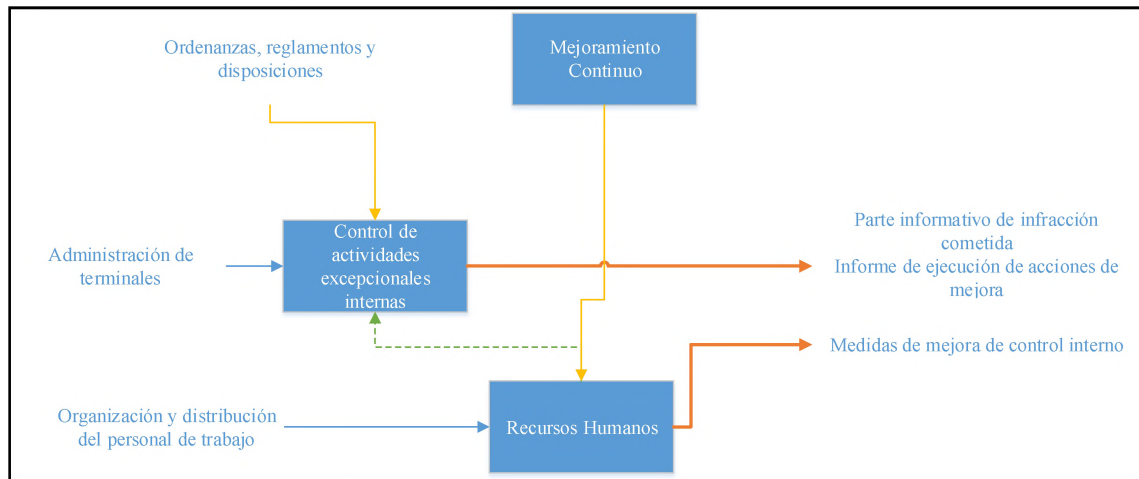 Ordenanzas, reglamentos y
disposiciones
Mejoramiento
Continuo
Administración de
terminales
Control de
actividades
excepcionales
internas
Parte informativo de infracción
cometida
Informe de ejecución de acciones de
mejora
Medidas de mejora de control interno
Organización y distribución
del personal de trabajo
Recursos Humanos